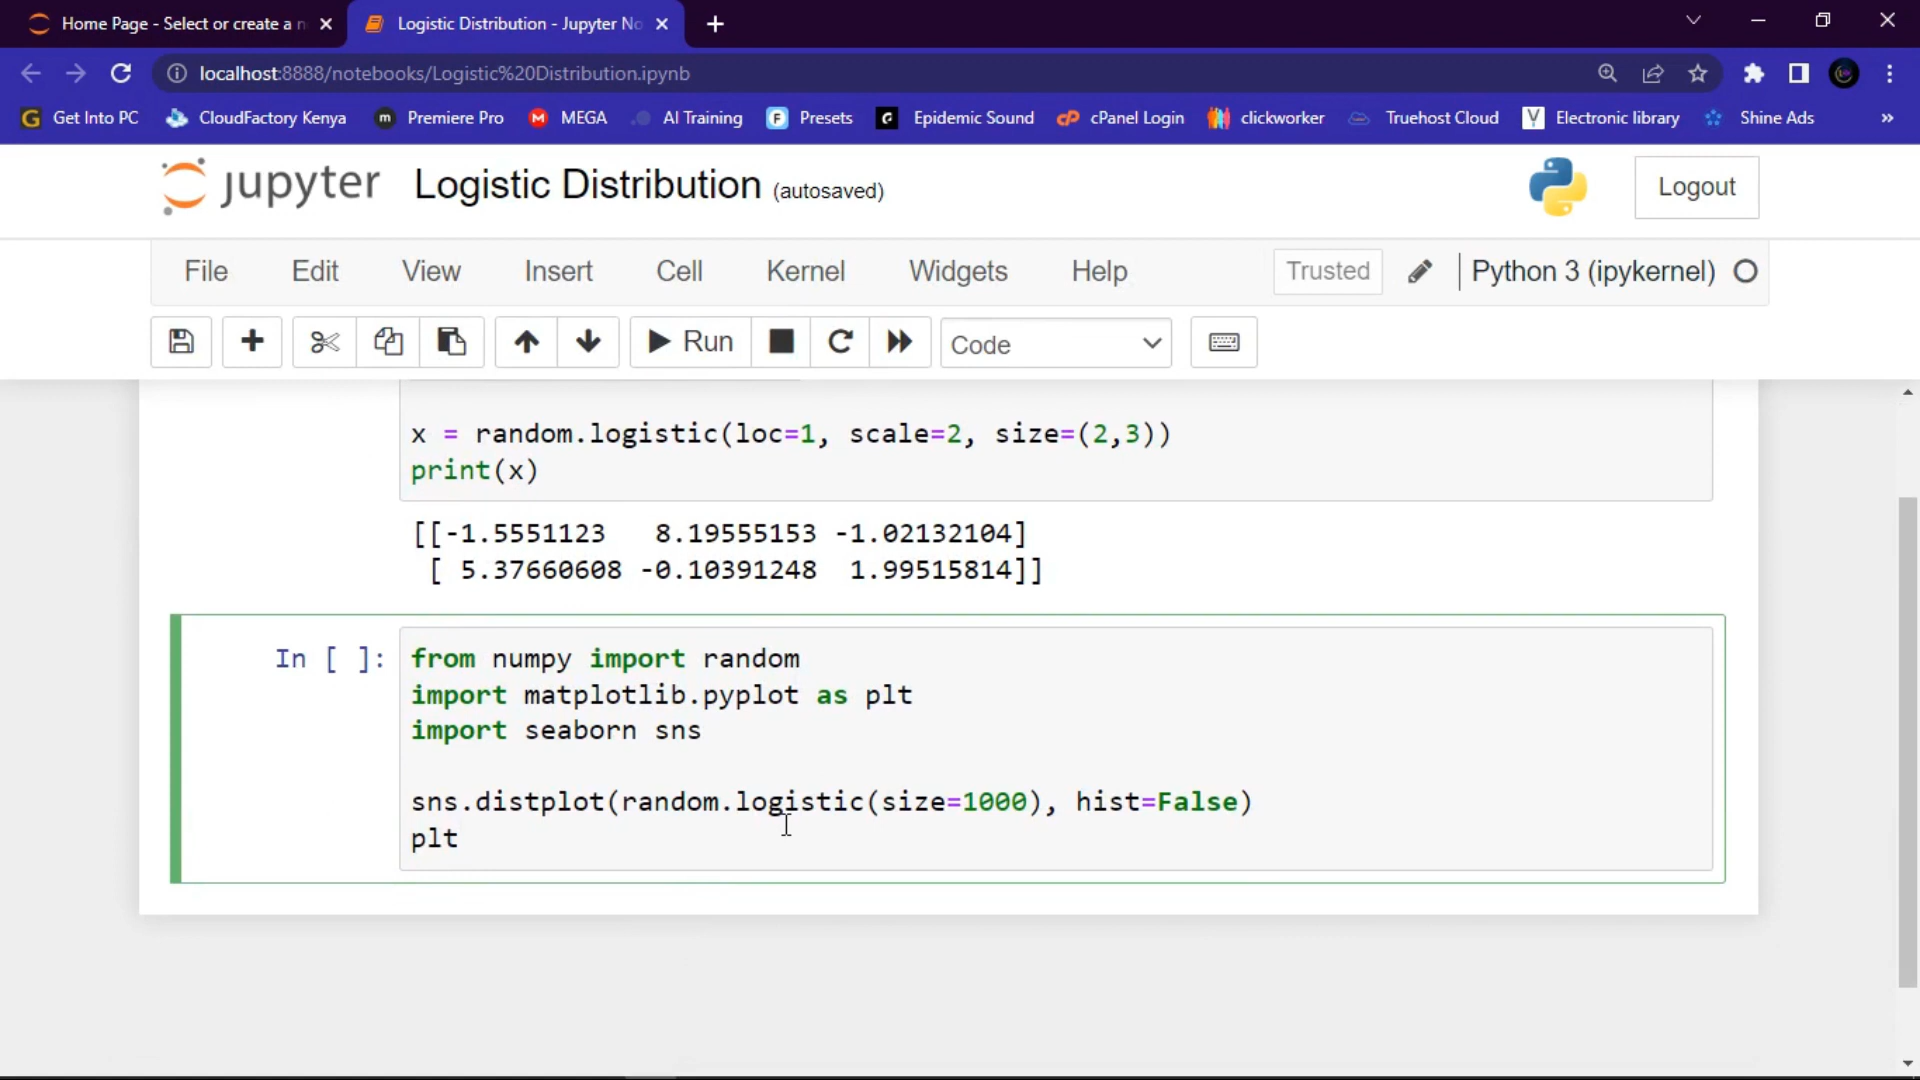 Home Page - Select or create a n
Logistic Distribution - Jupyter No
localhost:8888/notebooks/Logistic%20Distribution.ipynb
Get Into PC CloudFactory Kenya m Premiere Pro M MEGA AI Training F Presets Epidemic Sound cP cPanel Login clickworker Truehost Cloud Y Electronic library Shine Ads »
jupyter Logistic Distribution (autosaved) Logout
File Edit View Insert Cell Kernel Widgets Help Trusted Python 3 (ipykernel)
Run Code
x = random.logistic(loc=1, scale=2, size=(2,3))
print(x)
[[-1.5551123   8.19555153 -1.02132104]
 [ 5.37660608 -0.10391248  1.99515814]]
In [ ]: from numpy import random
import matplotlib.pyplot as plt
import seaborn sns
sns.distplot(random.logistic(size=1000), hist=False)
plt